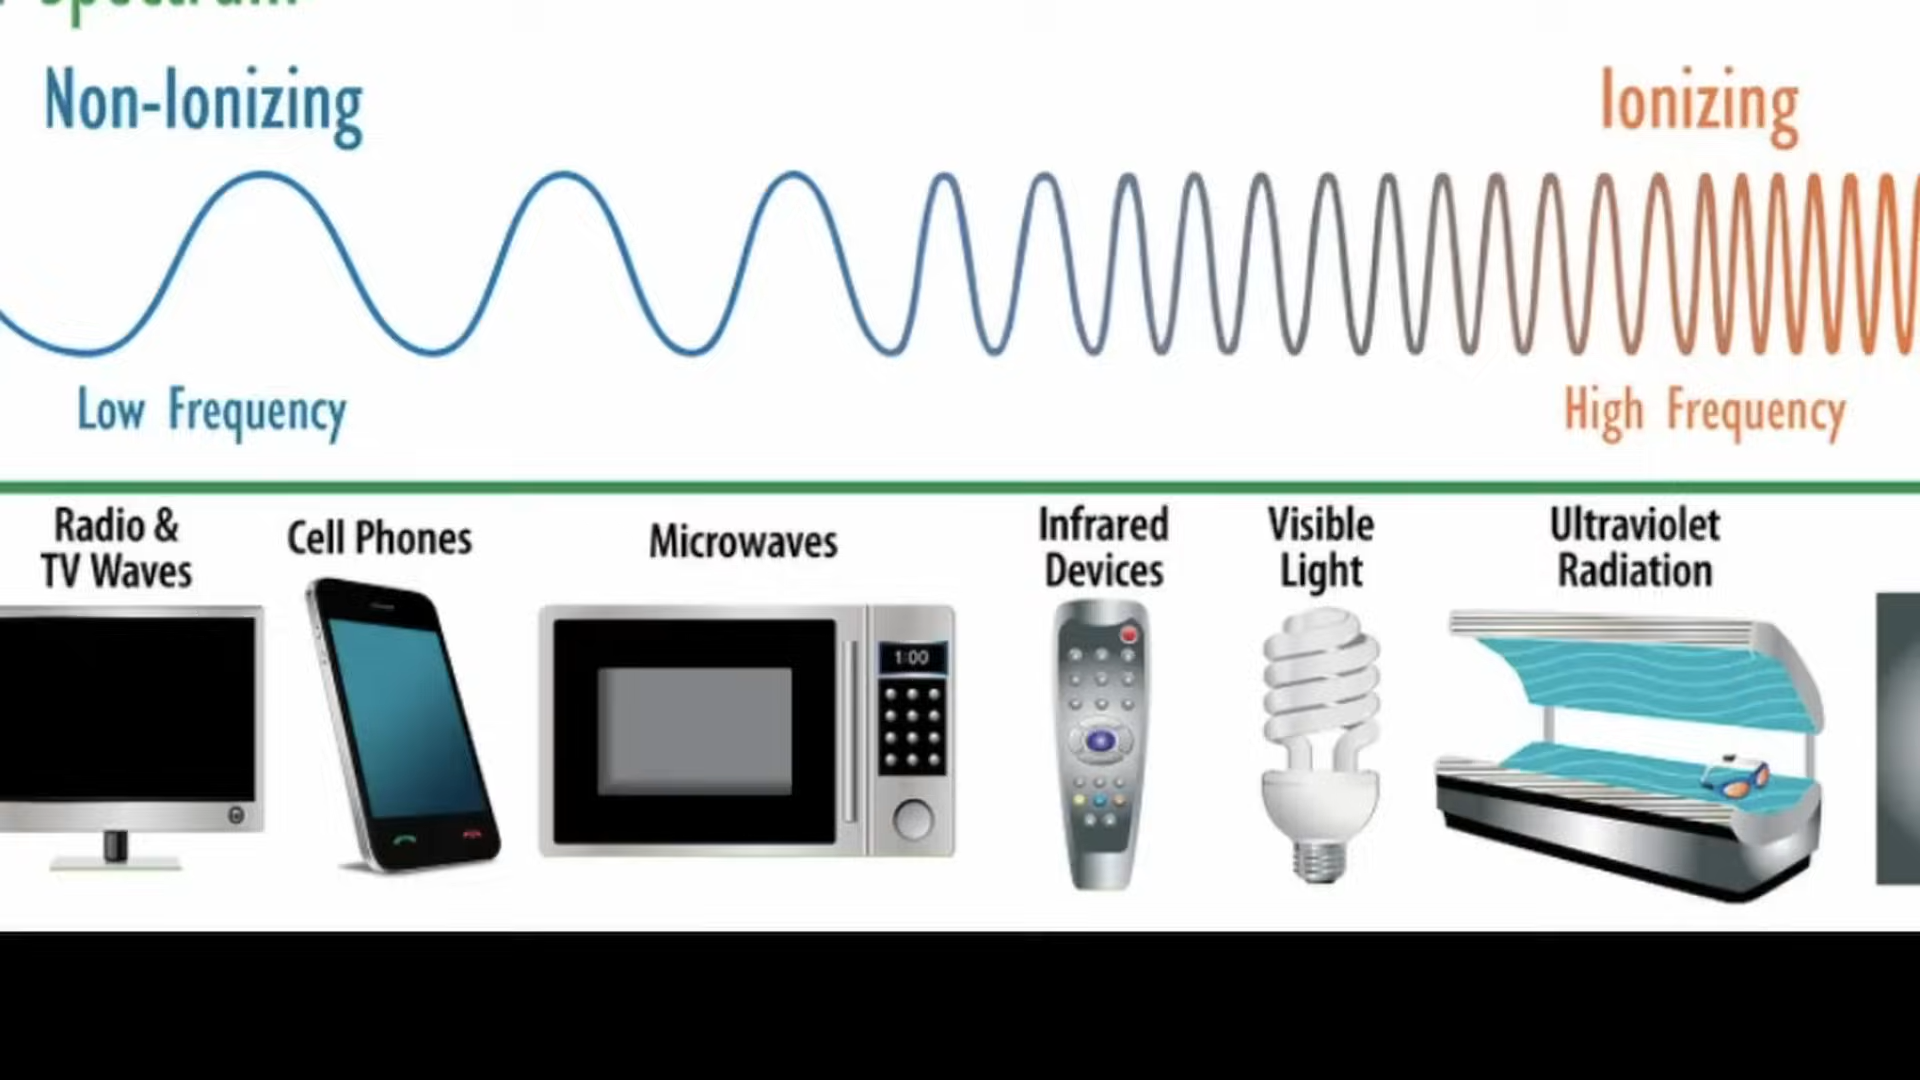 Spectrum
Non-Ionizing
Ionizing
Low Frequency
High Frequency
Radio &
TV Waves
Cell Phones
Microwaves
Infrared
Devices
Visible
Light
Ultraviolet
Radiation
1:00